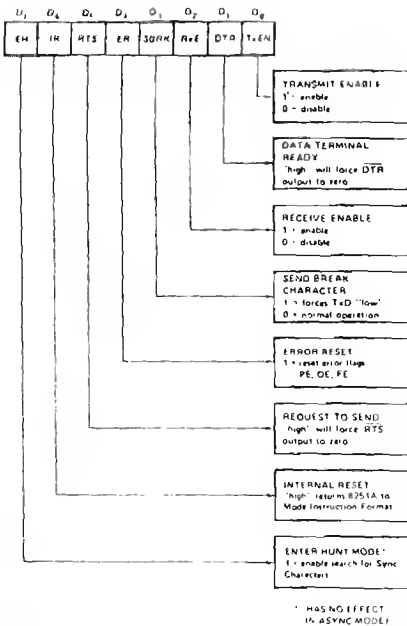 D7 D6 D5 D4 D3 D2 D1 D0
EH IR RTS ER SBRK RxE DTR TxEN
TRANSMIT ENABLE
1 = enable
0 = disable
DATA TERMINAL
READY
"high" will force DTR
output to zero
RECEIVE ENABLE
1 = enable
0 = disable
SEND BREAK
CHARACTER
1 = forces TxD "low"
0 = normal operation
ERROR RESET
1 = reset error flags
PE, OE, FE
REQUEST TO SEND
"high" will force RTS
output to zero
INTERNAL RESET
"high" returns 8251A to
Mode Instruction Format
ENTER HUNT MODE*
1 = enable search for Sync
Characters
* HAS NO EFFECT
IN ASYNC MODE